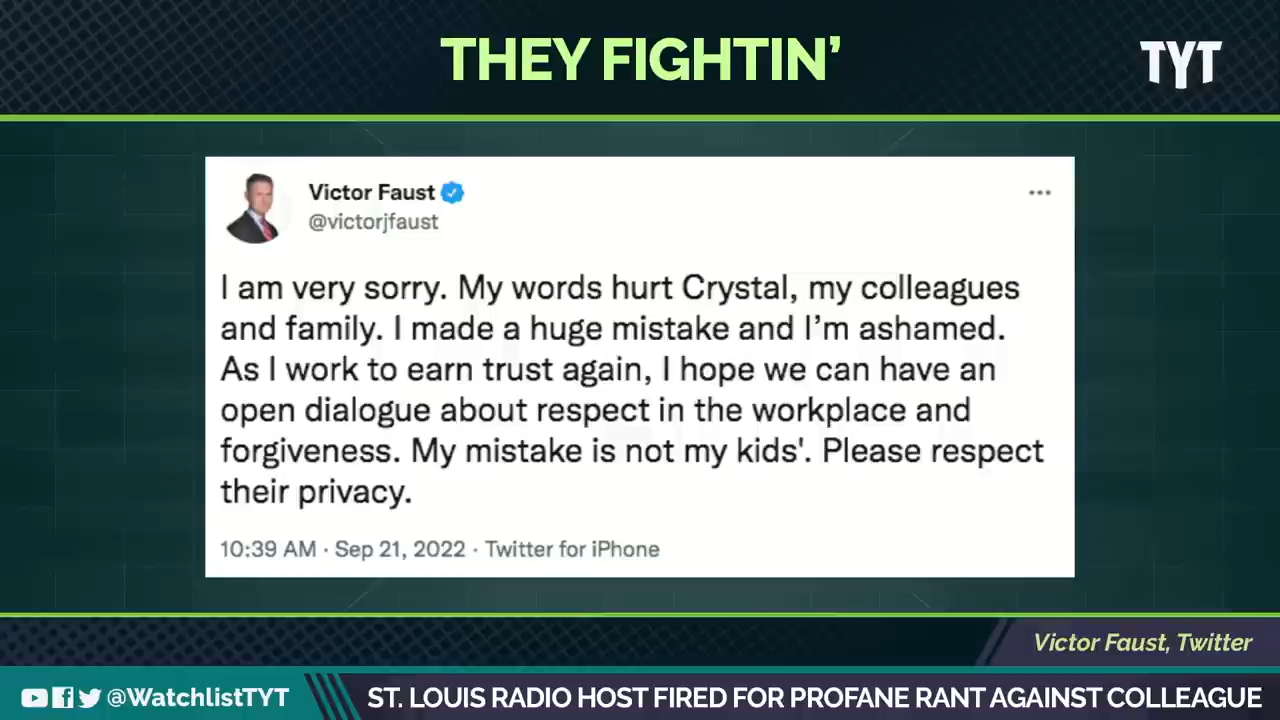 THEY FIGHTIN’
TYT
Victor Faust
@victorjfaust
I am very sorry. My words hurt Crystal, my colleagues
and family. I made a huge mistake and I’m ashamed.
As I work to earn trust again, I hope we can have an
open dialogue about respect in the workplace and
forgiveness. My mistake is not my kids'. Please respect
their privacy.
10:39 AM · Sep 21, 2022 · Twitter for iPhone
Victor Faust, Twitter
@WatchlistTYT
ST. LOUIS RADIO HOST FIRED FOR PROFANE RANT AGAINST COLLEAGUE